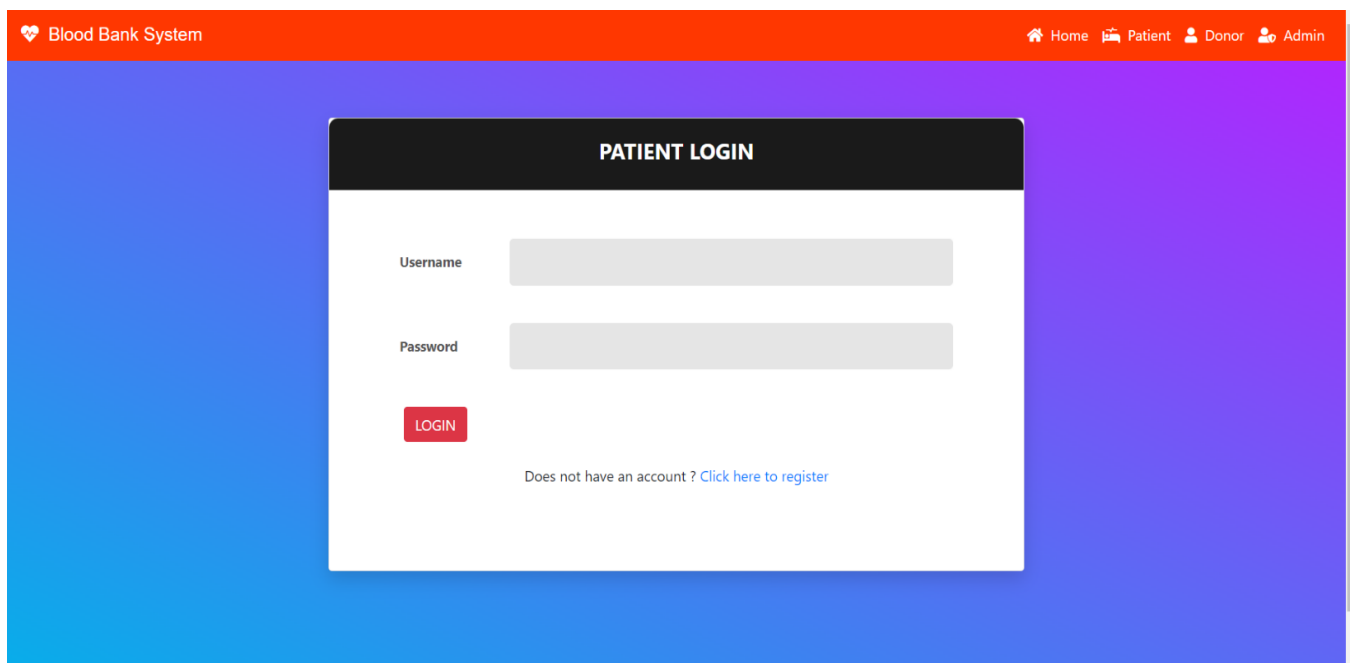 Blood Bank System
Home Patient Donor Admin
PATIENT LOGIN
Username
Password
LOGIN
Does not have an account ? Click here to register